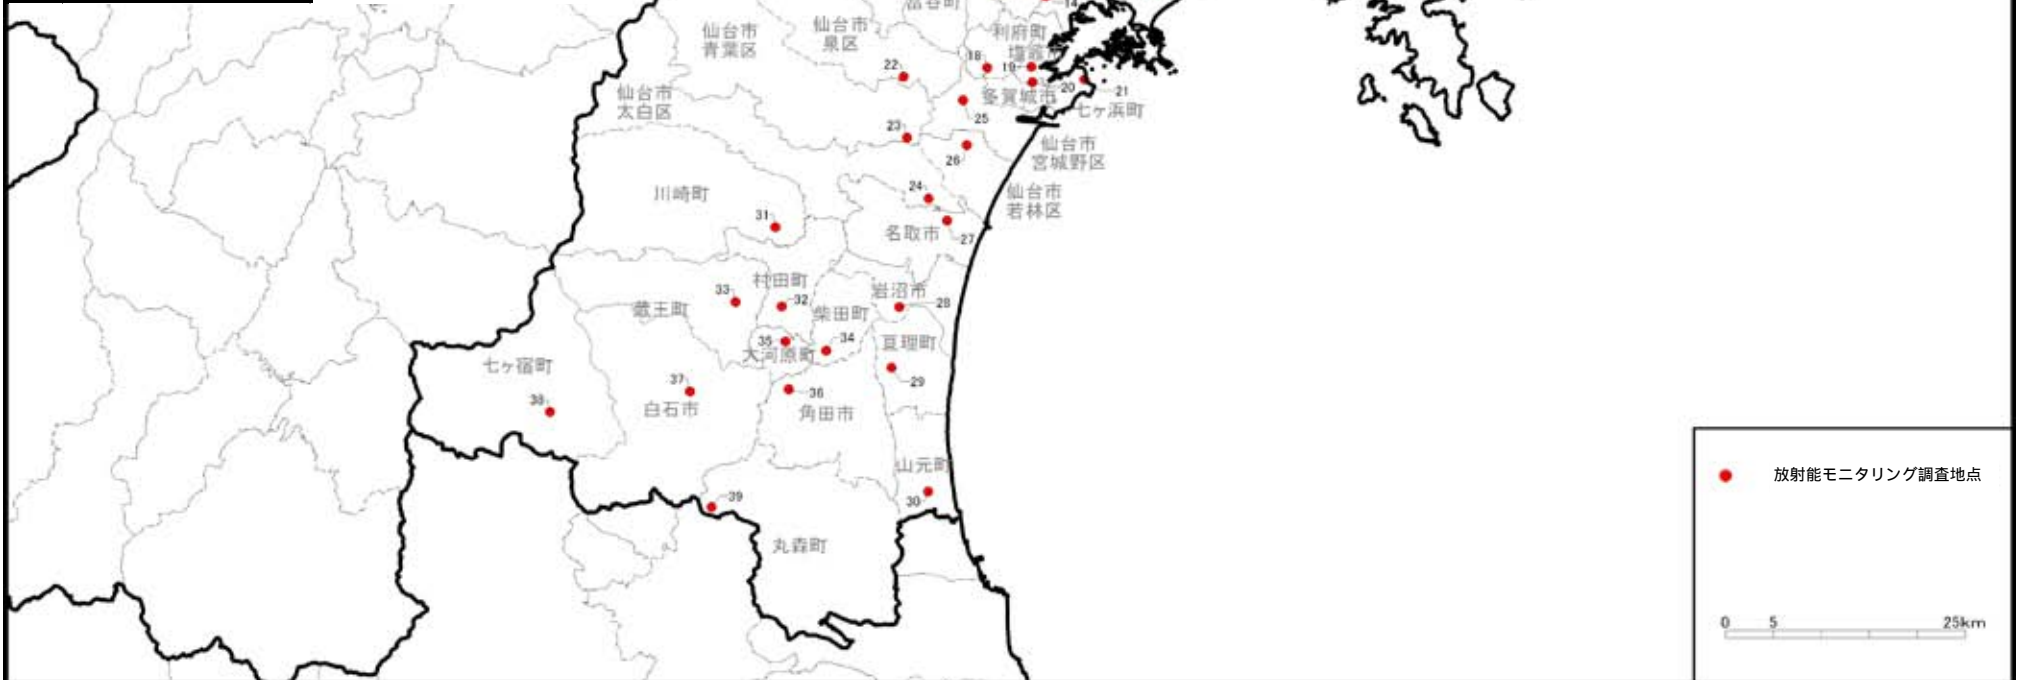 富谷町
14
仙台市
青葉区
仙台市
泉区
利府町
塩竈市
22
18
19
20
21
多賀城市
七ヶ浜町
仙台市
太白区
25
23
26
仙台市
宮城野区
川崎町
24
仙台市
若林区
31
名取市
27
村田町
33
32
岩沼市
28
蔵王町
柴田町
35
34
亘理町
大河原町
七ヶ宿町
37
36
29
38
白石市
角田市
山元町
30
39
丸森町
放射能モニタリング調査地点
0 5 25km